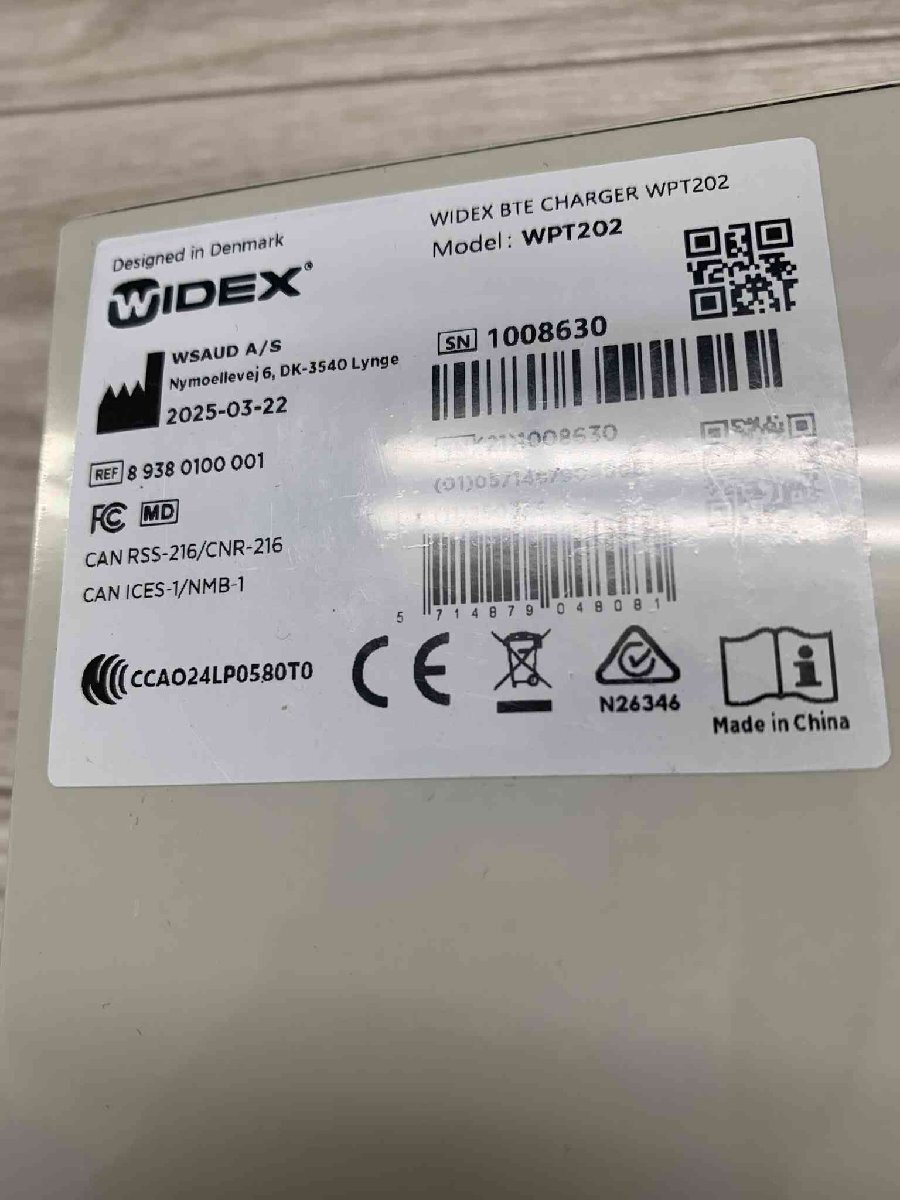 Designed in Denmark
WIDEX®
WSAUD A/S
Nymoellevej 6, DK-3540 Lynge
2025-03-22
REF 8 938 0100 001
FC MD
CAN RSS-216/CNR-216
CAN ICES-1/NMB-1
CCAO24LP0580T0
CE
WIDEX BTE CHARGER WPT202
Model: WPT202
SN 1008630
(21)1008630
5 714879 048081
N26346
Made in China